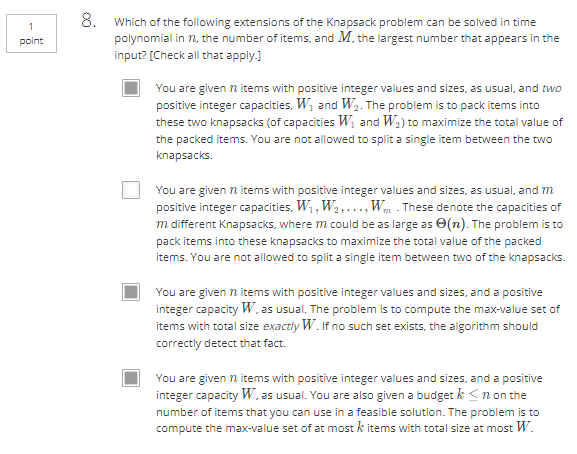 1
point
8. Which of the following extensions of the Knapsack problem can be solved in time
polynomial in n, the number of items, and M, the largest number that appears in the
input? [Check all that apply.]
You are given n items with positive integer values and sizes, as usual, and two
positive integer capacities, W₁ and W₂. The problem is to pack items into
these two knapsacks (of capacities W₁ and W₂) to maximize the total value of
the packed items. You are not allowed to split a single item between the two
knapsacks.
You are given n items with positive integer values and sizes, as usual, and m
positive integer capacities, W₁, W₂, . . . , Wₘ . These denote the capacities of
m different Knapsacks, where m could be as large as Θ(n). The problem is to
pack items into these knapsacks to maximize the total value of the packed
items. You are not allowed to split a single item between two of the knapsacks.
You are given n items with positive integer values and sizes, and a positive
integer capacity W, as usual. The problem is to compute the max-value set of
items with total size exactly W. If no such set exists, the algorithm should
correctly detect that fact.
You are given n items with positive integer values and sizes, and a positive
integer capacity W, as usual. You are also given a budget k ≤ n on the
number of items that you can use in a feasible solution. The problem is to
compute the max-value set of at most k items with total size at most W.